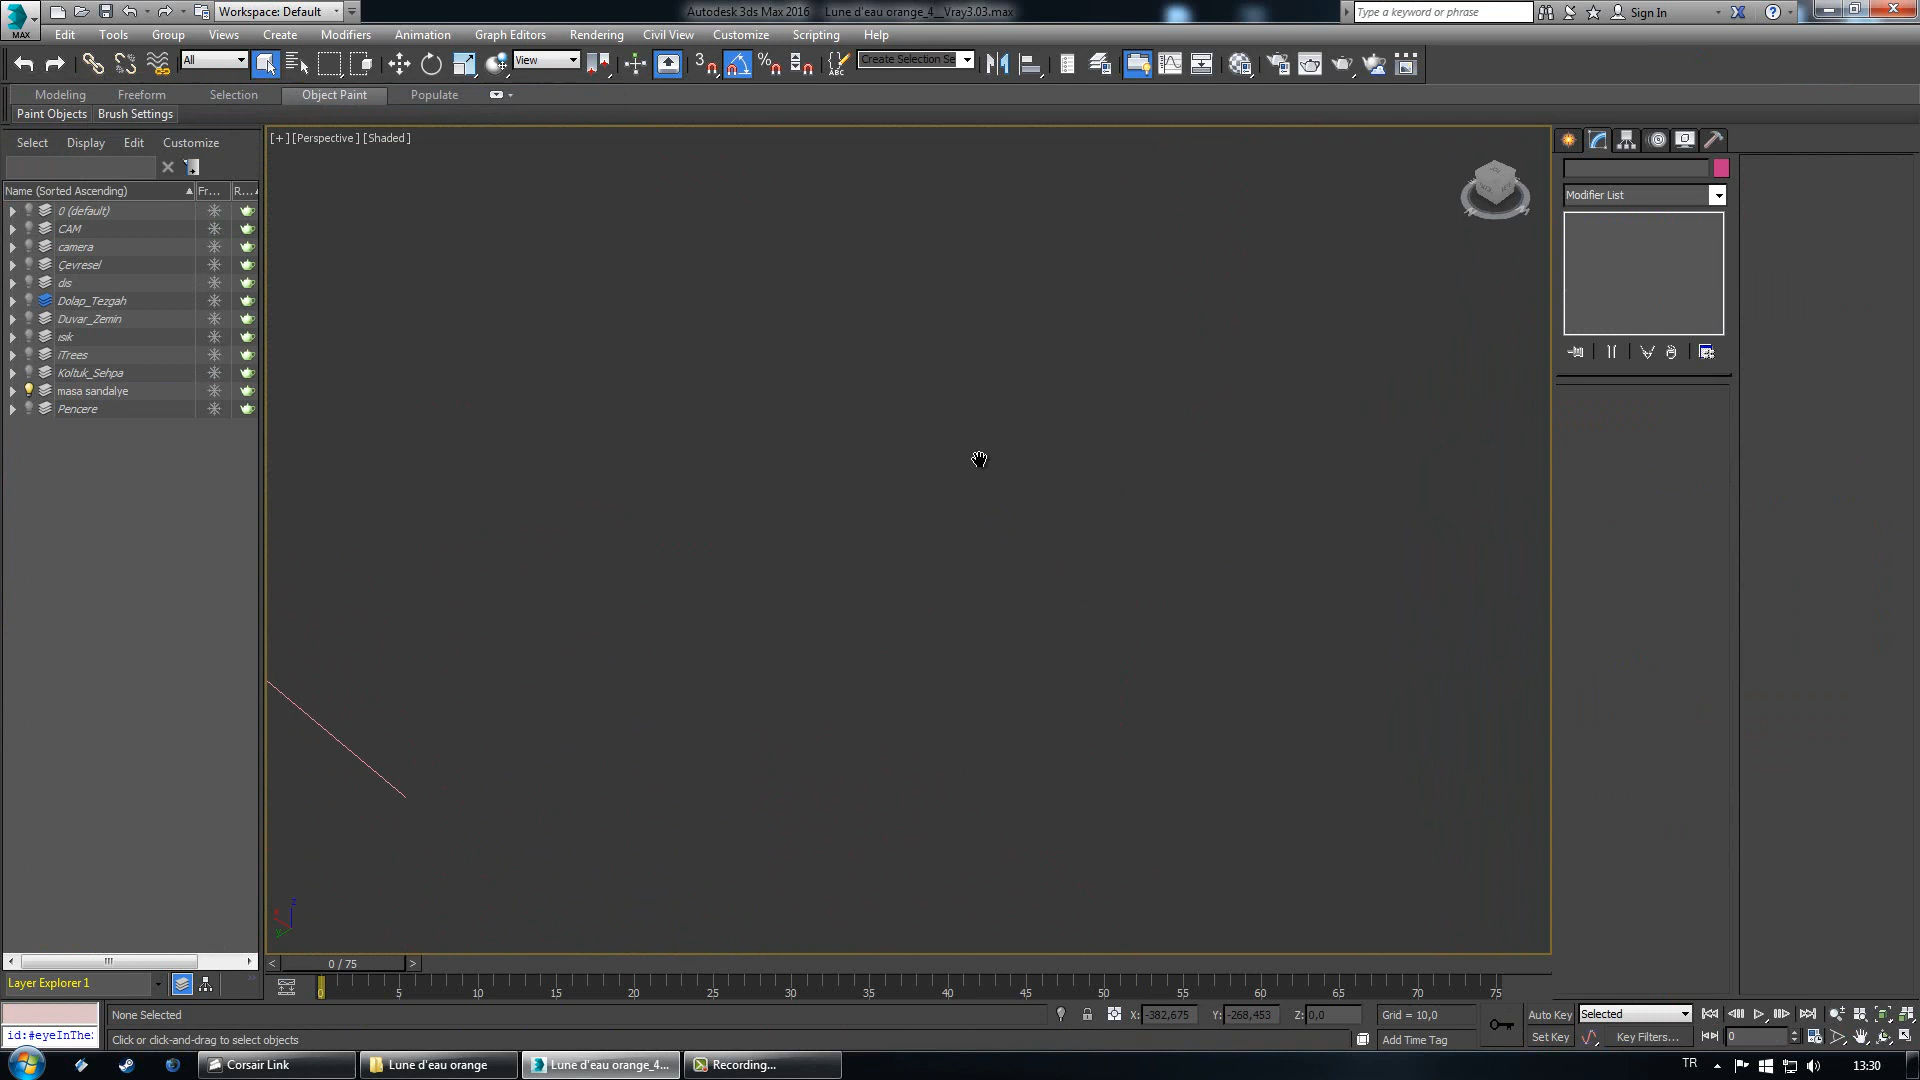 Workspace: Default
Autodesk 3ds Max 2016 Lune d'eau orange_4__Vray3.03.max
Type a keyword or phrase
Sign In
MAX
Edit Tools Group Views Create Modifiers Animation Graph Editors Rendering Civil View Customize Scripting Help
All
View
3
ABC
Create Selection Se
Modeling Freeform Selection Object Paint Populate
Paint Objects Brush Settings
Select Display Edit Customize
[+] [Perspective ] [Shaded ]
Name (Sorted Ascending) Fr... R...
0 (default)
CAM
camera
Çevresel
dis
Dolap_Tezgah
Duvar_Zemin
ısik
iTrees
Koltuk_Sehpa
masa sandalye
Pencere
Modifier List
z
x
y
0 / 75
Layer Explorer 1
0 5 10 15 20 25 30 35 40 45 50 55 60 65 70 75
None Selected
X: -382,675 Y: -268,453 Z: 0,0 Grid = 10,0
Auto Key Selected
id:#eyeInThe:
Click or click-and-drag to select objects
Add Time Tag
Set Key Key Filters... 0
Corsair Link
Lune d'eau orange
Lune d'eau orange_4...
Recording...
TR 13:30